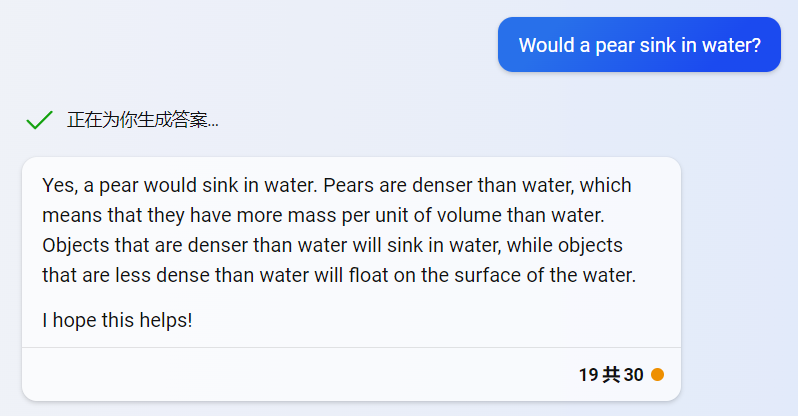 Would a pear sink in water?
正在为你生成答案...
Yes, a pear would sink in water. Pears are denser than water, which
means that they have more mass per unit of volume than water.
Objects that are denser than water will sink in water, while objects
that are less dense than water will float on the surface of the water.
I hope this helps!
19 共 30